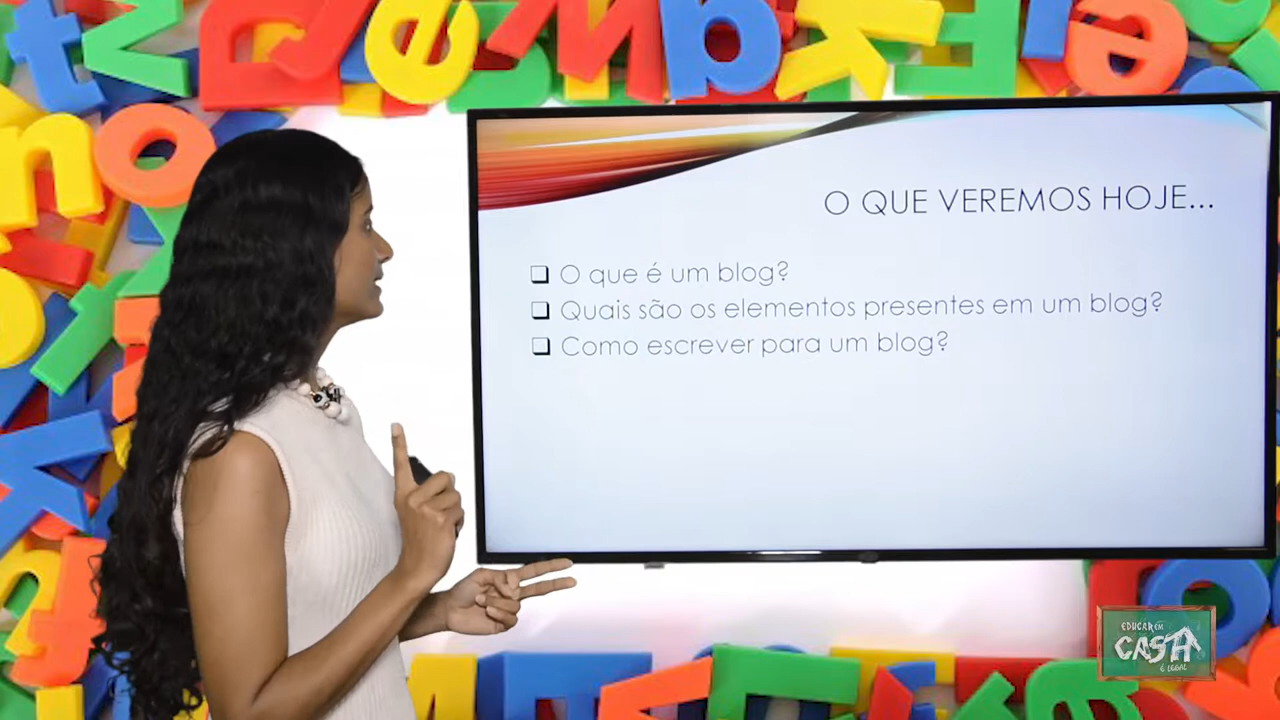 O QUE VEREMOS HOJE...
O que é um blog?
Quais são os elementos presentes em um blog?
Como escrever para um blog?
EDUCAR EM
CASA
É LEGAL